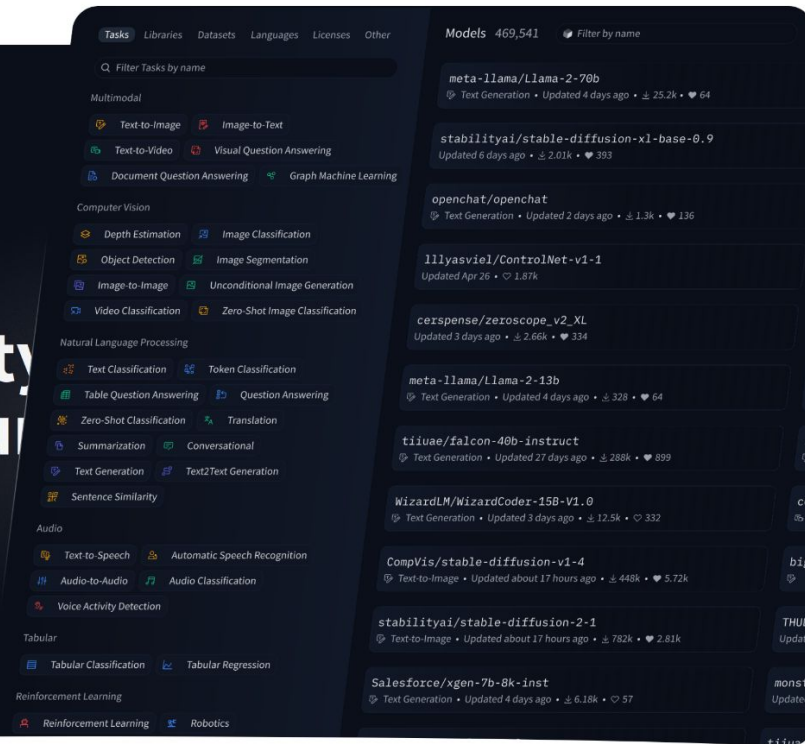 Tasks Libraries Datasets Languages Licenses Other
Filter Tasks by name
Multimodal
Text-to-Image Image-to-Text
Text-to-Video Visual Question Answering
Document Question Answering Graph Machine Learning
Computer Vision
Depth Estimation Image Classification
Object Detection Image Segmentation
Image-to-Image Unconditional Image Generation
Video Classification Zero-Shot Image Classification
Natural Language Processing
Text Classification Token Classification
Table Question Answering Question Answering
Zero-Shot Classification Translation
Summarization Conversational
Text Generation Text2Text Generation
Sentence Similarity
Audio
Text-to-Speech Automatic Speech Recognition
Audio-to-Audio Audio Classification
Voice Activity Detection
Tabular
Tabular Classification Tabular Regression
Reinforcement Learning
Reinforcement Learning Robotics
Models 469,541 Filter by name
meta-llama/Llama-2-70b
Text Generation • Updated 4 days ago • 25.2k • 64
stabilityai/stable-diffusion-xl-base-0.9
Updated 6 days ago • 2.01k • 393
openchat/openchat
Text Generation • Updated 2 days ago • 1.3k • 136
lllyasviel/ControlNet-v1-1
Updated Apr 26 • 1.87k
cerspense/zeroscope_v2_XL
Updated 3 days ago • 2.66k • 334
meta-llama/Llama-2-13b
Text Generation • Updated 4 days ago • 328 • 64
tiiuae/falcon-40b-instruct
Text Generation • Updated 27 days ago • 288k • 899
WizardLM/WizardCoder-15B-V1.0
Text Generation • Updated 3 days ago • 12.5k • 332
CompVis/stable-diffusion-v1-4
Text-to-Image • Updated about 17 hours ago • 448k • 5.72k
stabilityai/stable-diffusion-2-1
Text-to-Image • Updated about 17 hours ago • 782k • 2.81k
Salesforce/xgen-7b-8k-inst
Text Generation • Updated 4 days ago • 6.18k • 57